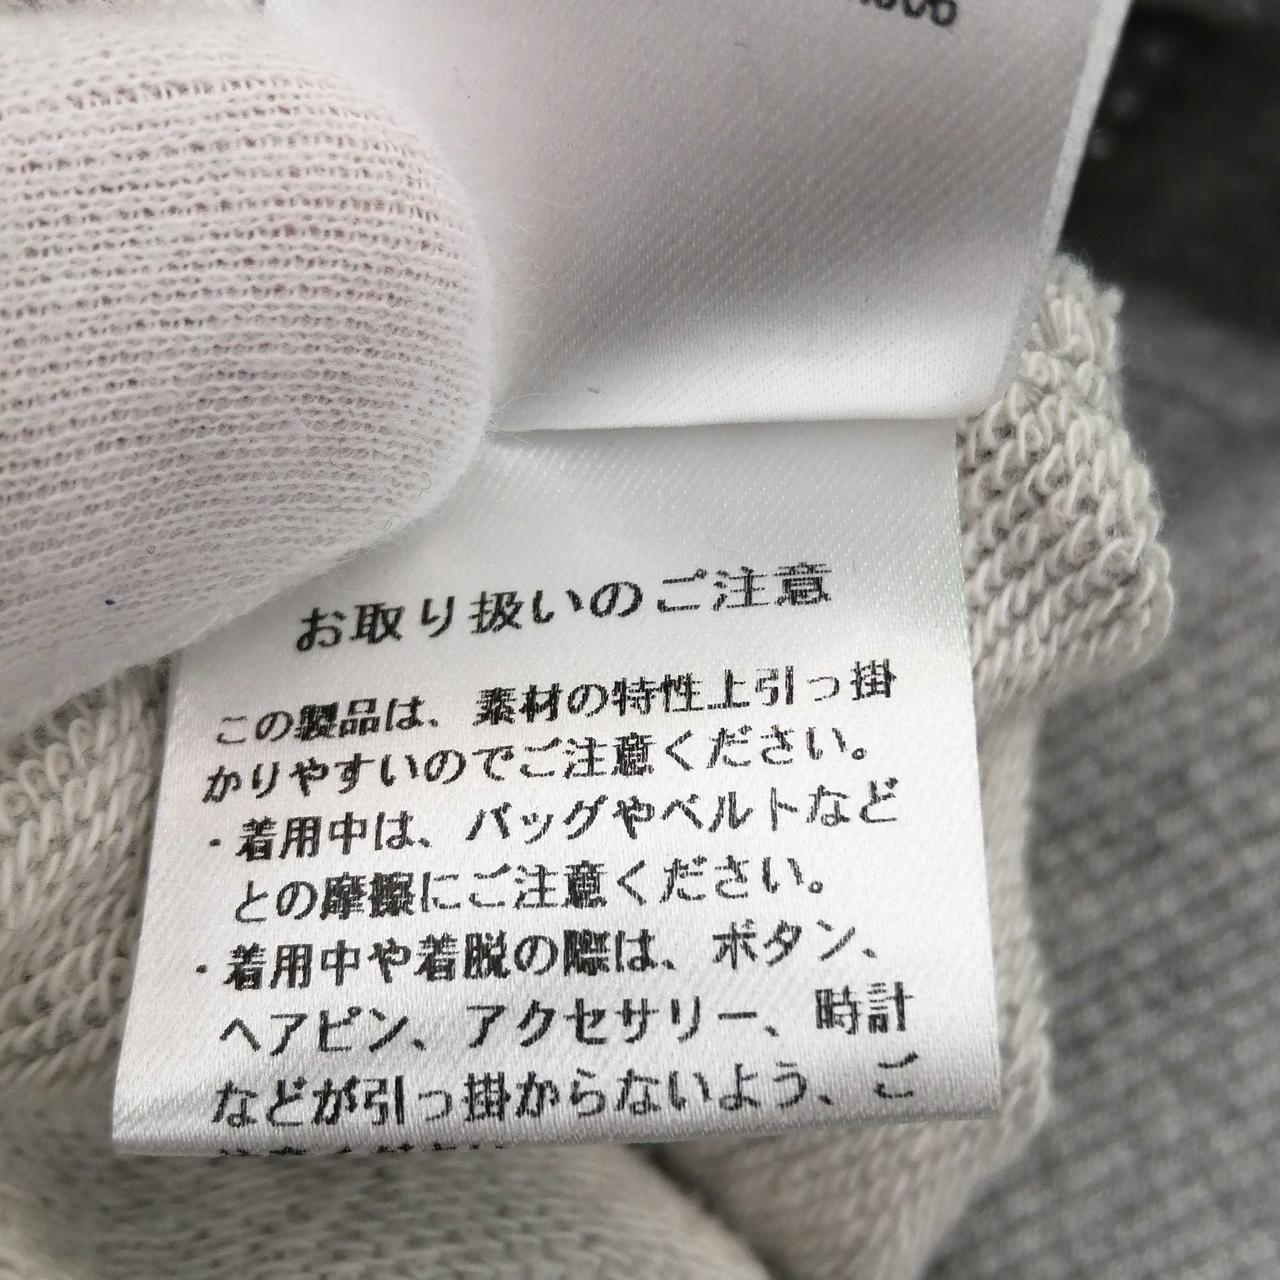 お取り扱いのご注意
この製品は、素材の特性上引っ掛
かりやすいのでご注意ください。
・着用中は、バッグやベルトなど
との摩擦にご注意ください。
・着用中や着脱の際は、ボタン、
ヘアピン、アクセサリー、時計
などが引っ掛からないよう、ご